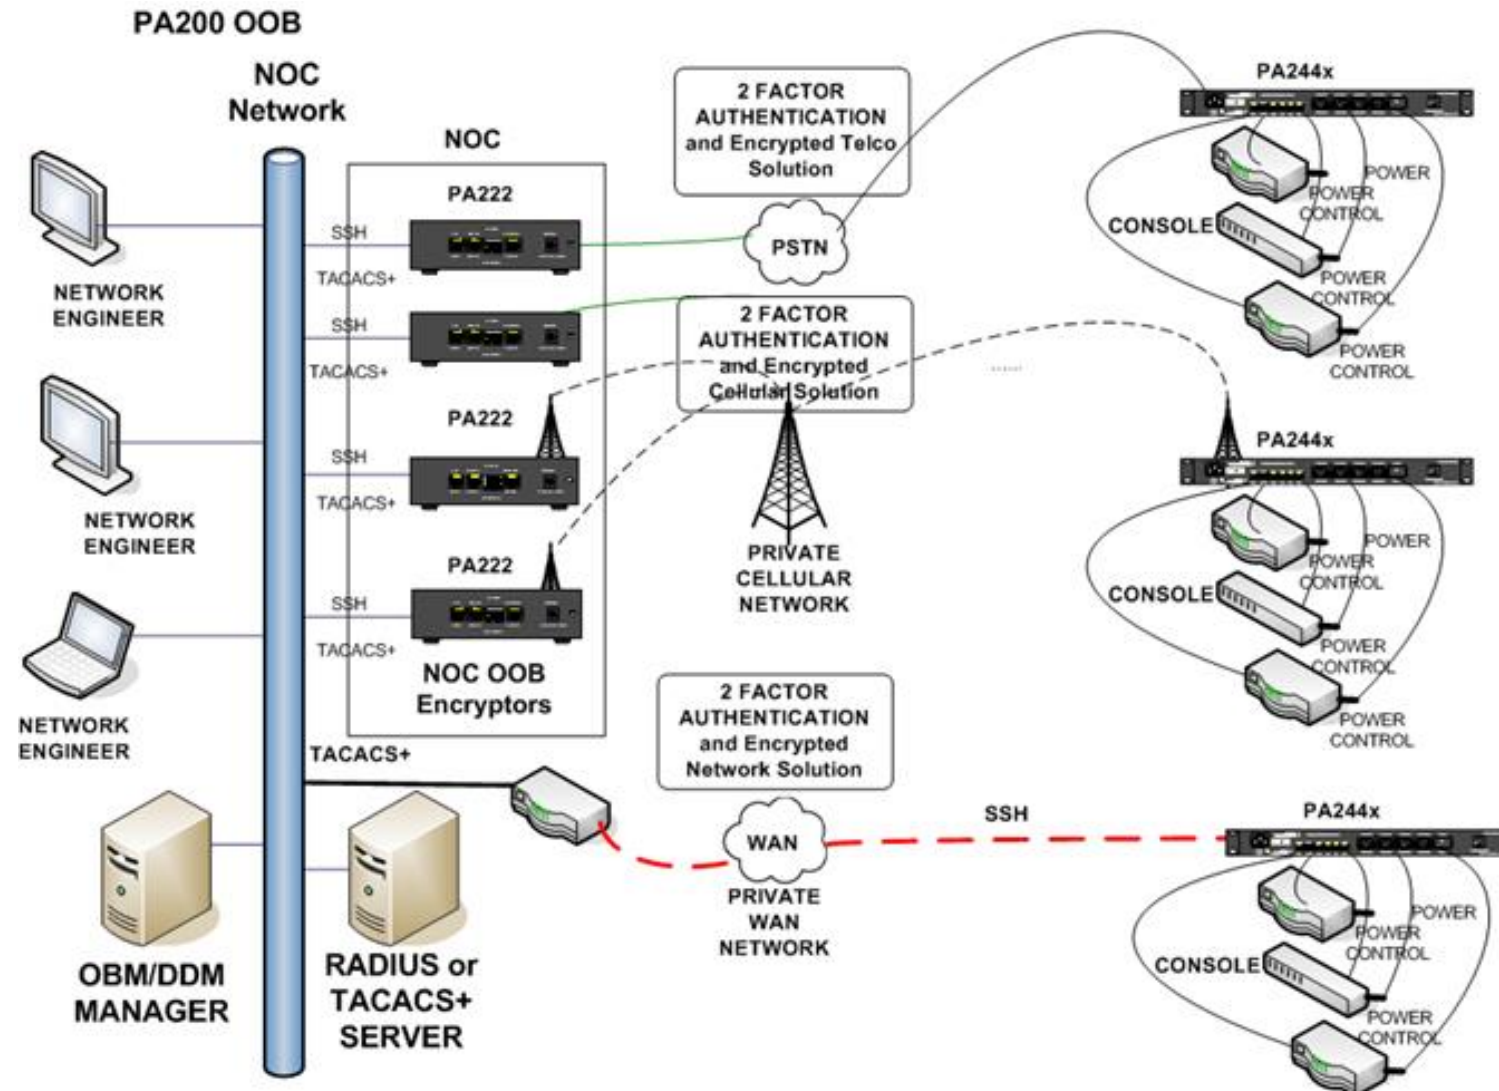 PA200 OOB
NOC
Network
NETWORK
ENGINEER
NETWORK
ENGINEER
NETWORK
ENGINEER
OBM/DDM
MANAGER
RADIUS or
TACACS+
SERVER
NOC
PA222
SSH
TACACS+
SSH
TACACS+
PA222
SSH
TACACS+
PA222
SSH
TACACS+
NOC OOB
Encryptors
TACACS+
2 FACTOR
AUTHENTICATION
and Encrypted Telco
Solution
PSTN
2 FACTOR
AUTHENTICATION
and Encrypted
Cellular Solution
PRIVATE
CELLULAR
NETWORK
2 FACTOR
AUTHENTICATION
and Encrypted
Network Solution
WAN
PRIVATE
WAN
NETWORK
SSH
PA244x
POWER
POWER
CONTROL
CONSOLE
POWER
CONTROL
POWER
CONTROL
PA244x
POWER
POWER
CONTROL
CONSOLE
POWER
CONTROL
POWER
CONTROL
PA244x
POWER
POWER
CONTROL
CONSOLE
POWER
CONTROL